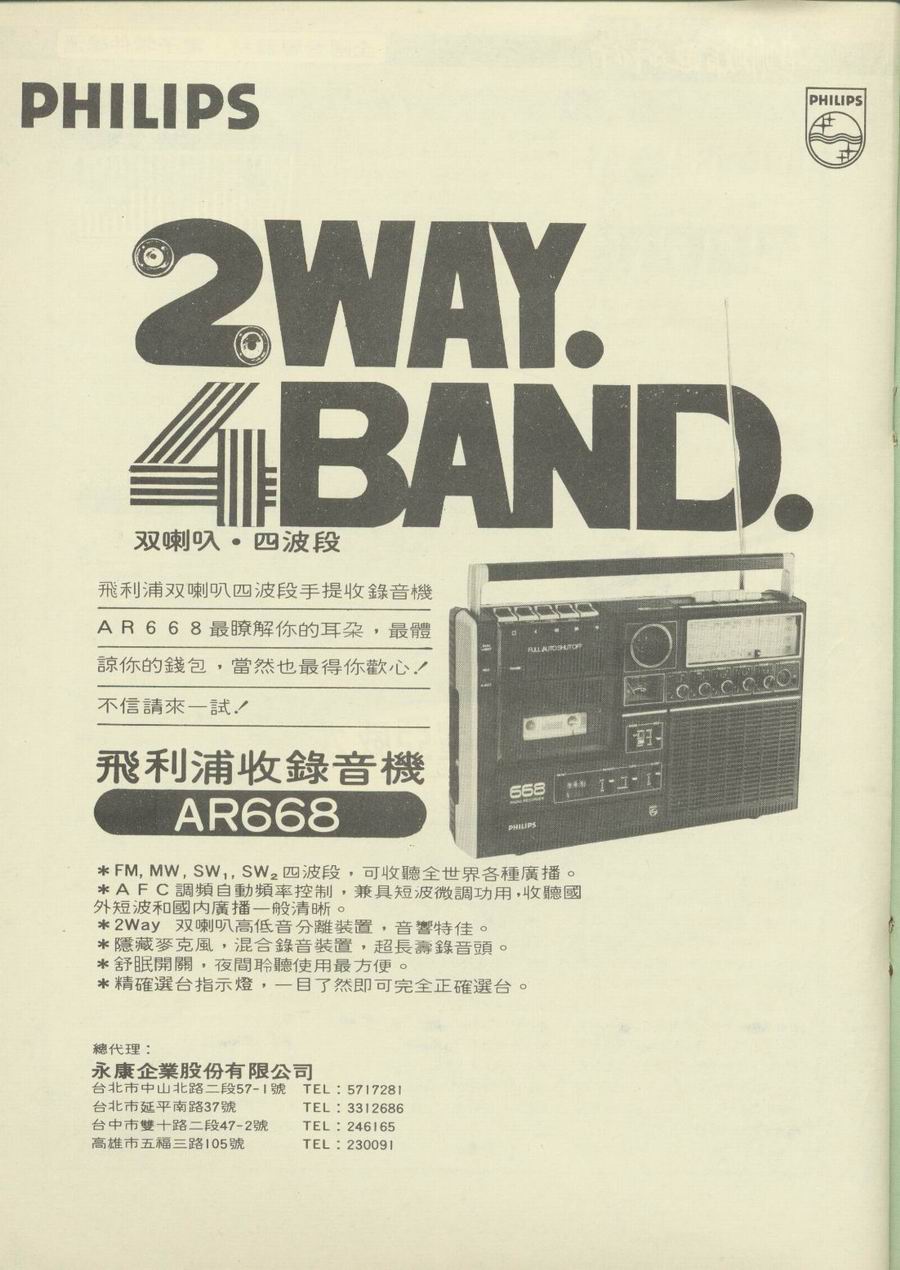 PHILIPS
PHILIPS
2WAY.
4BAND.
双喇叭・四波段
飛利浦双喇叭四波段手提收錄音機
AR668最瞭解你的耳朶，最體
諒你的錢包，當然也最得你歡心！
不信請來一試！
飛利浦收錄音機
AR668
FULL AUTO SHUT OFF
668
PHILIPS
＊FM, MW, SW₁, SW₂四波段，可收聽全世界各種廣播。
＊AFC調頻自動頻率控制，兼具短波微調功用，收聽國
外短波和國內廣播一般清晰。
＊2Way 双喇叭高低音分離裝置，音響特佳。
＊隱藏麥克風，混合錄音裝置，超長壽錄音頭。
＊舒眠開關，夜間聆聽使用最方便。
＊精確選台指示燈，一目了然即可完全正確選台。
總代理：
永康企業股份有限公司
台北市中山北路二段57-1號 TEL：5717281
台北市延平南路37號 TEL：3312686
台中市雙十路二段47-2號 TEL：246165
高雄市五福三路105號 TEL：230091